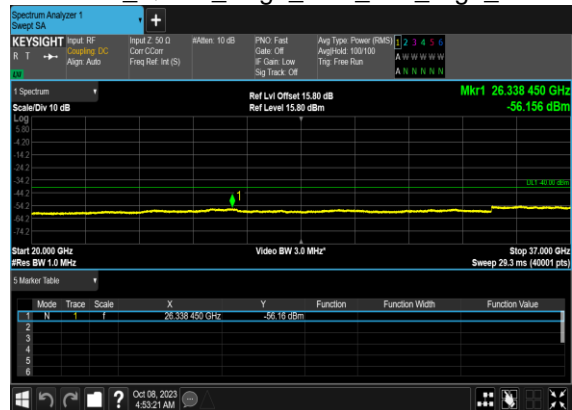 Spectrum Analyzer 1
Swept SA
+
KEYSIGHT Input: RF Input Z: 50 Ω #Atten: 10 dB PNO: Fast Avg Type: Power (RMS) 1 2 3 4 5 6
R T Coupling: DC Corr CCorr Gate: Off Avg|Hold: 100/100 A W W W W W
Align: Auto Freq Ref: Int (S) IF Gain: Low Trig: Free Run
Sig Track: Off A N N N N N
LW
1 Spectrum Ref Lvl Offset 15.80 dB Mkr1 26.338 450 GHz
Scale/Div 10 dB Ref Level 15.80 dBm -56.156 dBm
Log
5.80
-4.20
-14.2
-24.2
-34.2 DL1 -40.00 dBm
-44.2
-54.2 1
-64.2
-74.2
Start 20.000 GHz Video BW 3.0 MHz* Stop 37.000 GHz
#Res BW 1.0 MHz Sweep 29.3 ms (40001 pts)
5 Marker Table
Mode Trace Scale X Y Function Function Width Function Value
1 N 1 f 26.338 450 GHz -56.16 dBm
2
3
4
5
6
? Oct 08, 2023
4:53:21 AM